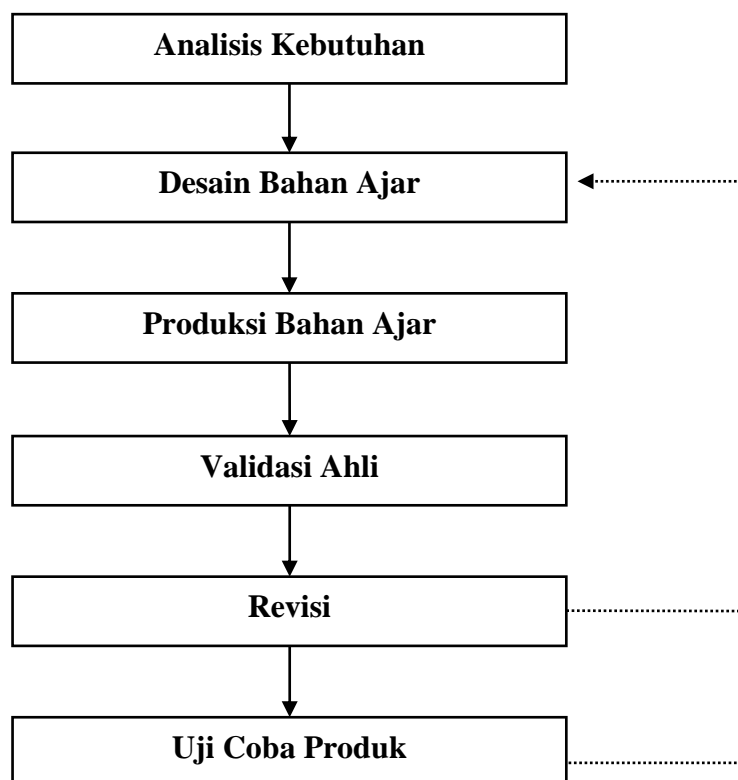 Analisis Kebutuhan
Desain Bahan Ajar
Produksi Bahan Ajar
Validasi Ahli
Revisi
Uji Coba Produk